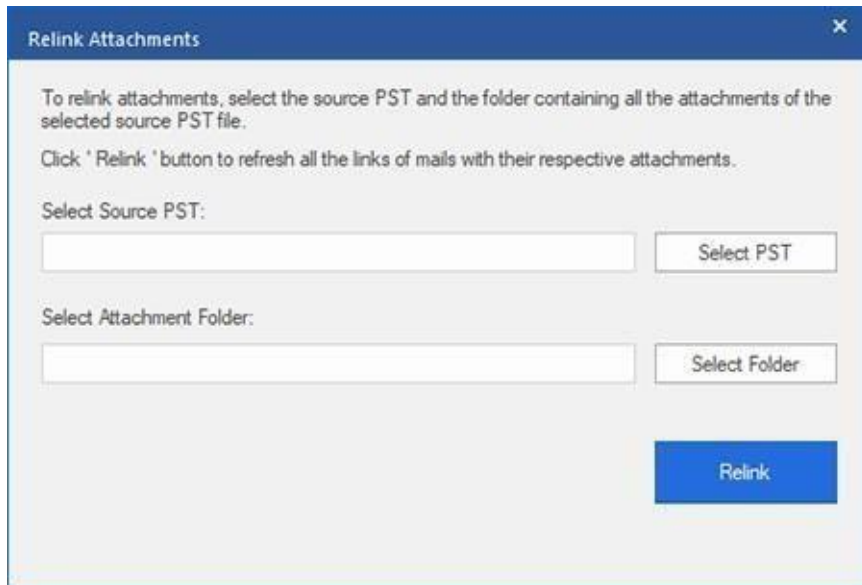 Relink Attachments
×
To relink attachments, select the source PST and the folder containing all the attachments of the
selected source PST file.
Click ' Relink ' button to refresh all the links of mails with their respective attachments.
Select Source PST:
Select PST
Select Attachment Folder:
Select Folder
Relink